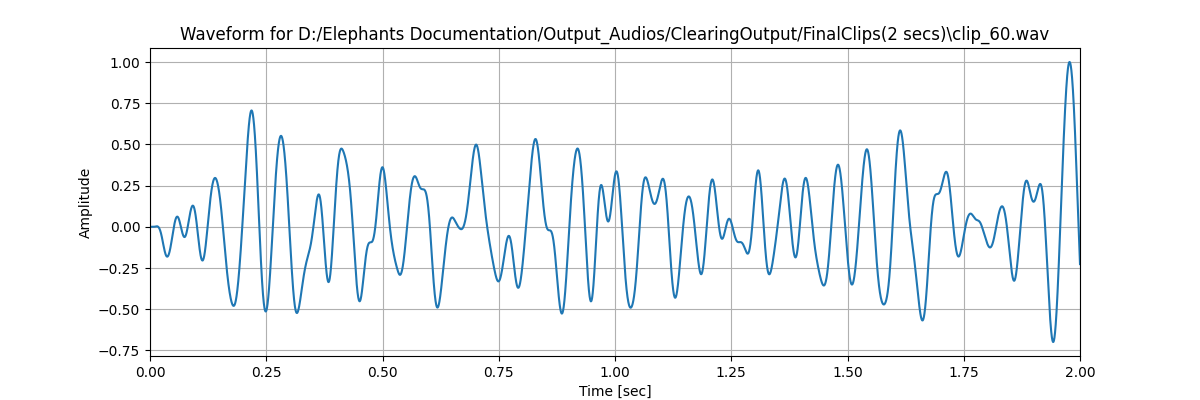 Waveform for D:/Elephants Documentation/Output_Audios/ClearingOutput/FinalClips(2 secs)\clip_60.wav
1.00
0.75
0.50
0.25
0.00
−0.25
−0.50
−0.75
Amplitude
0.00 0.25 0.50 0.75 1.00 1.25 1.50 1.75 2.00
Time [sec]